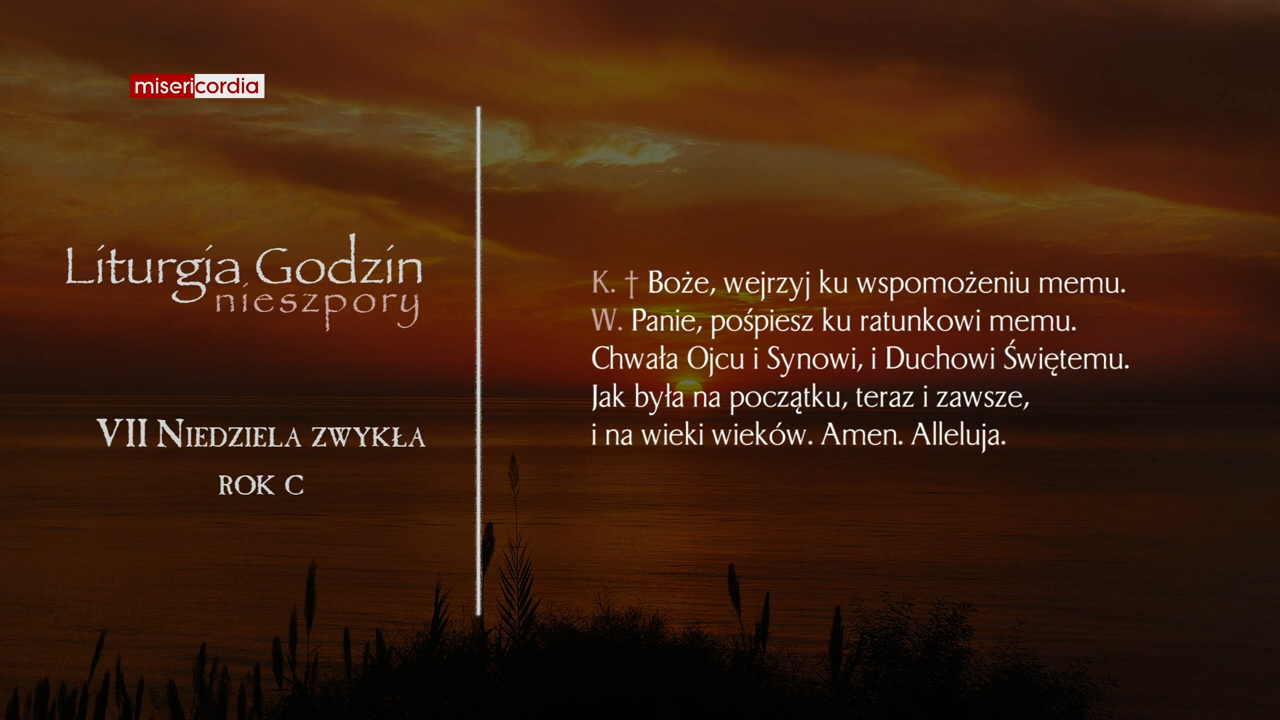 misericordia
Liturgia Godzin
nieszpory
VII Niedziela zwykła
rok C
K. † Boże, wejrzyj ku wspomożeniu memu.
W. Panie, pośpiesz ku ratunkowi memu.
Chwała Ojcu i Synowi, i Duchowi Świętemu.
Jak była na początku, teraz i zawsze,
i na wieki wieków. Amen. Alleluja.